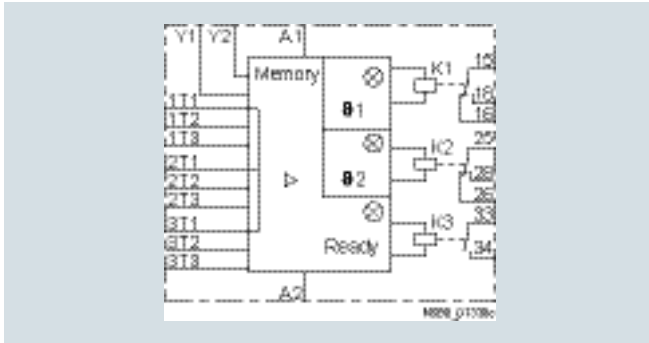 Y1 Y2 A1
Memory
K1
15
18
16
ϑ1
1T1
1T2
1T3
K2
25
28
26
ϑ2
2T1
2T2
2T3
K3
33
34
Ready
3T1
3T2
3T3
A2